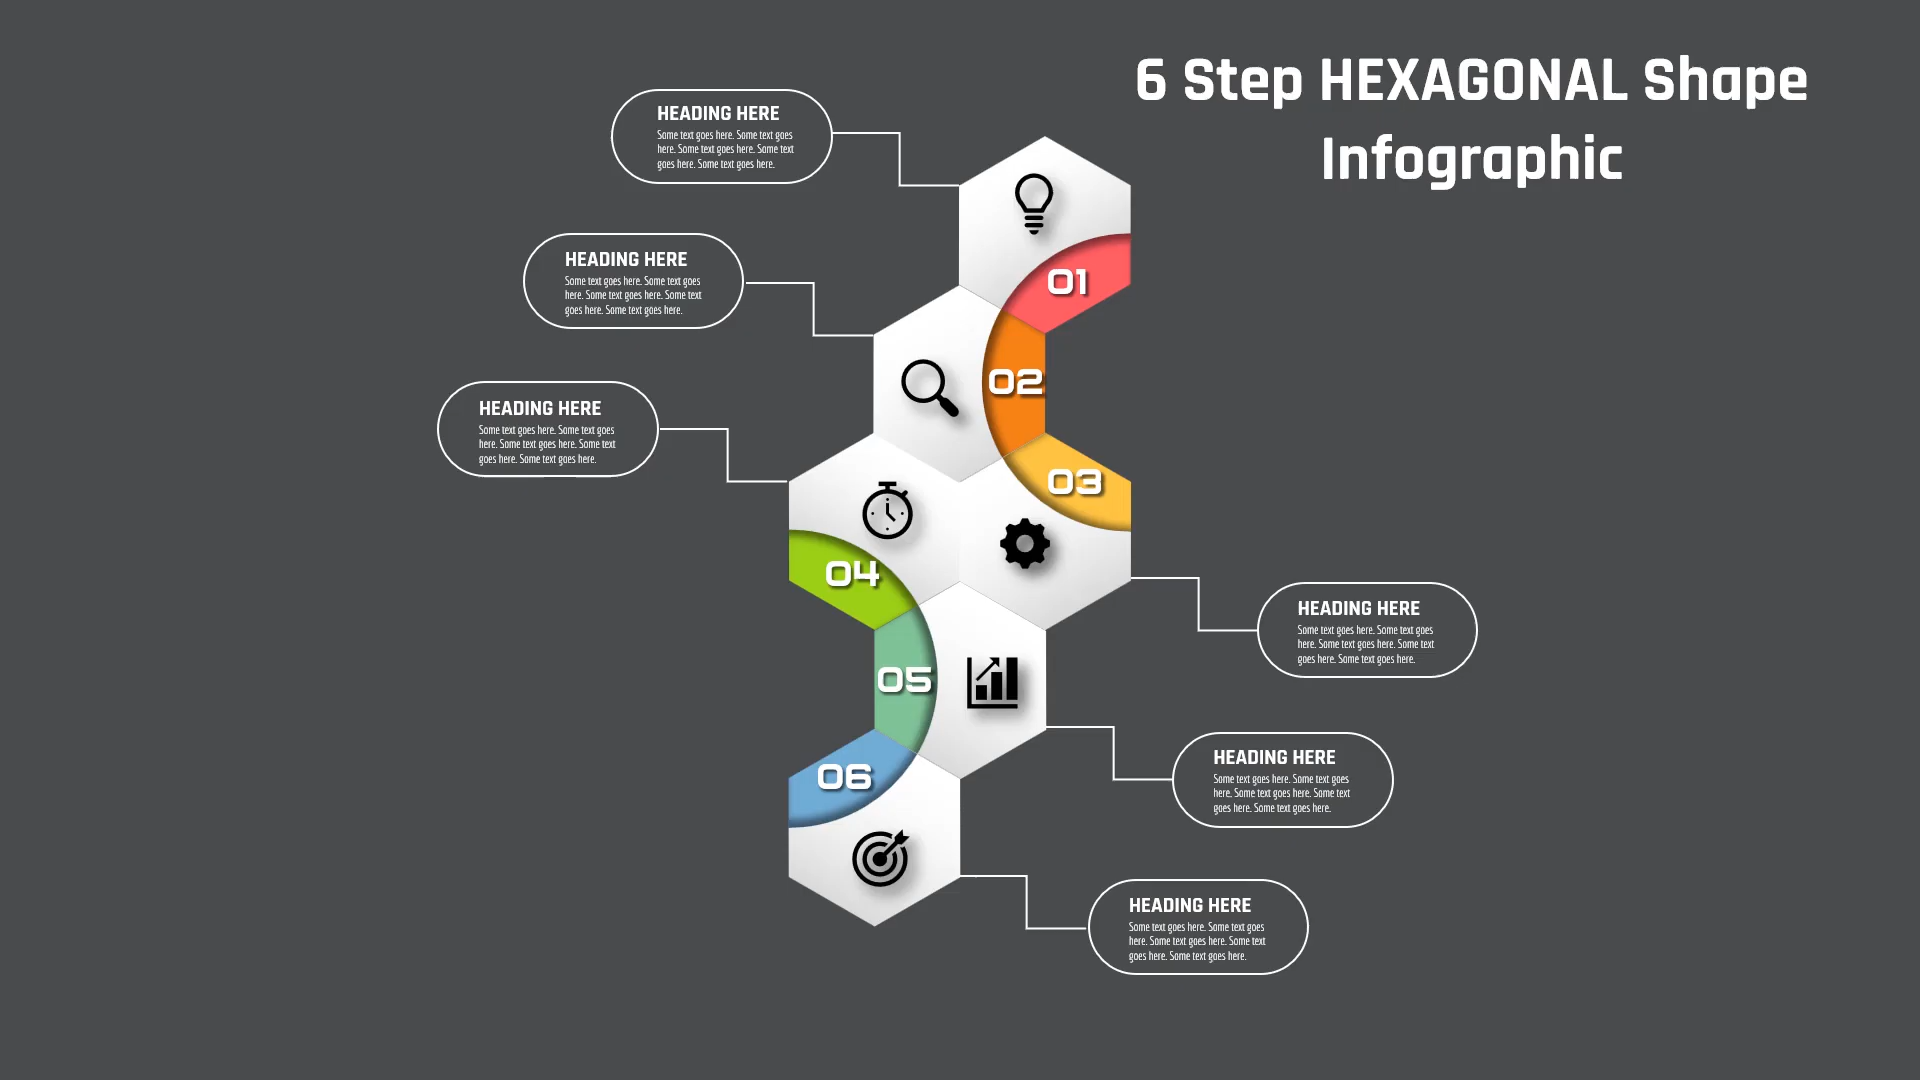 6 Step HEXAGONAL Shape
Infographic
HEADING HERE
Some text goes here. Some text goes
here. Some text goes here. Some text
goes here. Some text goes here.
01
HEADING HERE
Some text goes here. Some text goes
here. Some text goes here. Some text
goes here. Some text goes here.
02
HEADING HERE
Some text goes here. Some text goes
here. Some text goes here. Some text
goes here. Some text goes here.
03
04
HEADING HERE
Some text goes here. Some text goes
here. Some text goes here. Some text
goes here. Some text goes here.
05
HEADING HERE
Some text goes here. Some text goes
here. Some text goes here. Some text
goes here. Some text goes here.
06
HEADING HERE
Some text goes here. Some text goes
here. Some text goes here. Some text
goes here. Some text goes here.